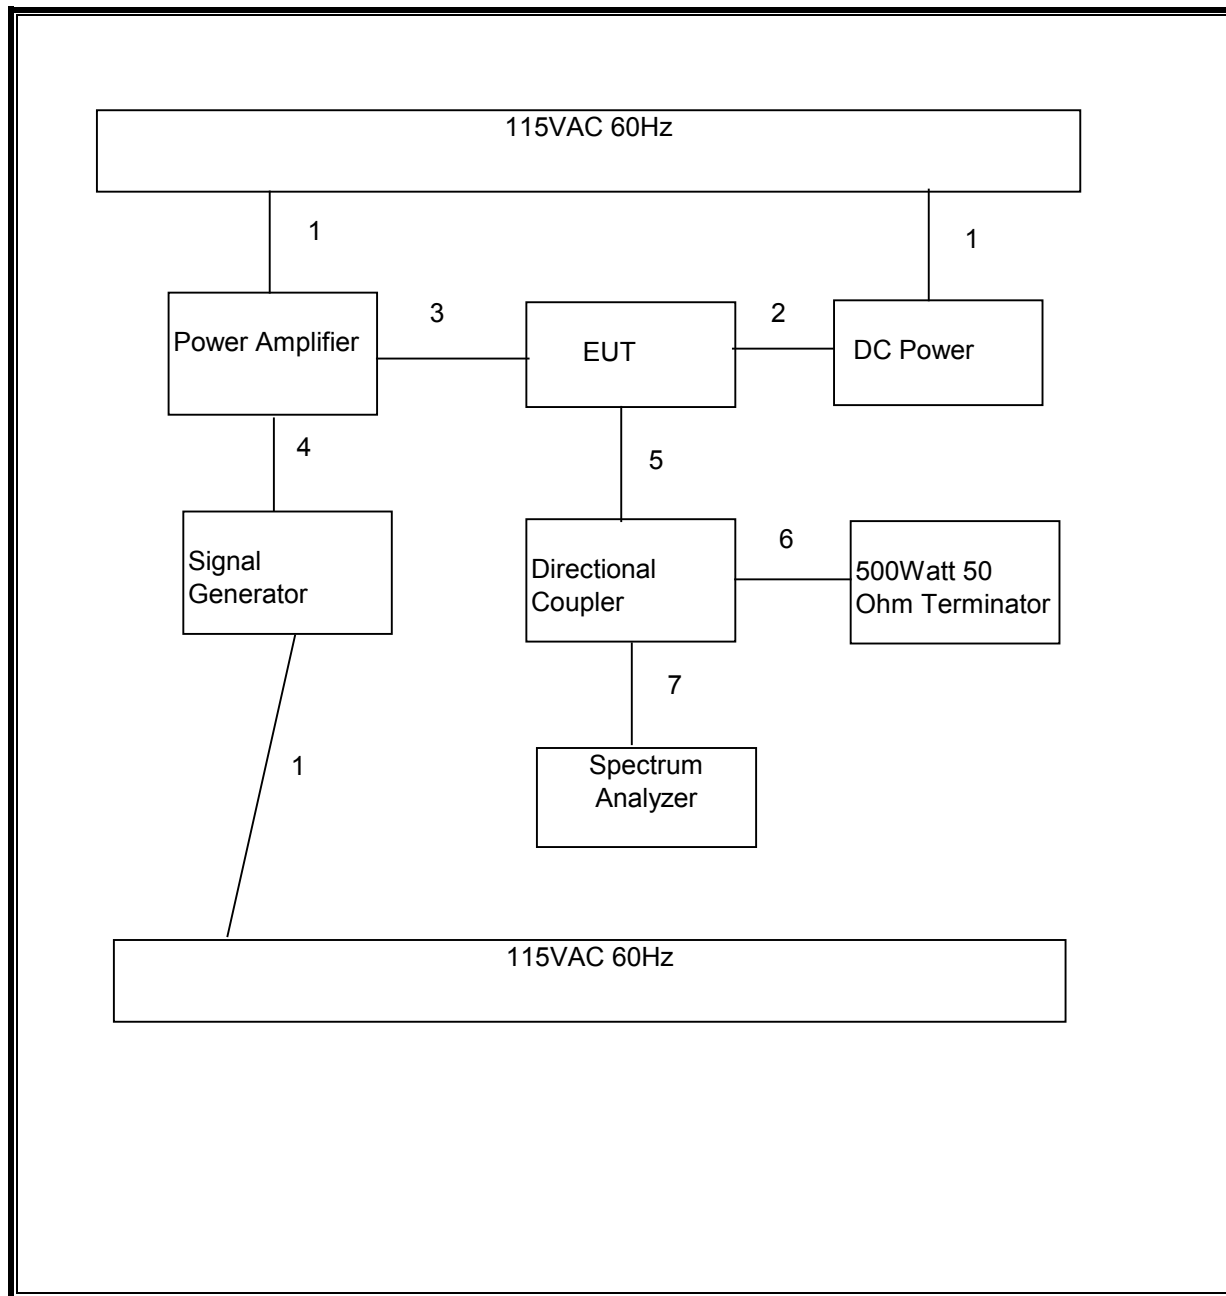 115VAC 60Hz
1
1
3
2
Power Amplifier
EUT
DC Power
4
5
6
Signal
Generator
Directional
Coupler
500Watt 50
Ohm Terminator
7
1
Spectrum
Analyzer
115VAC 60Hz